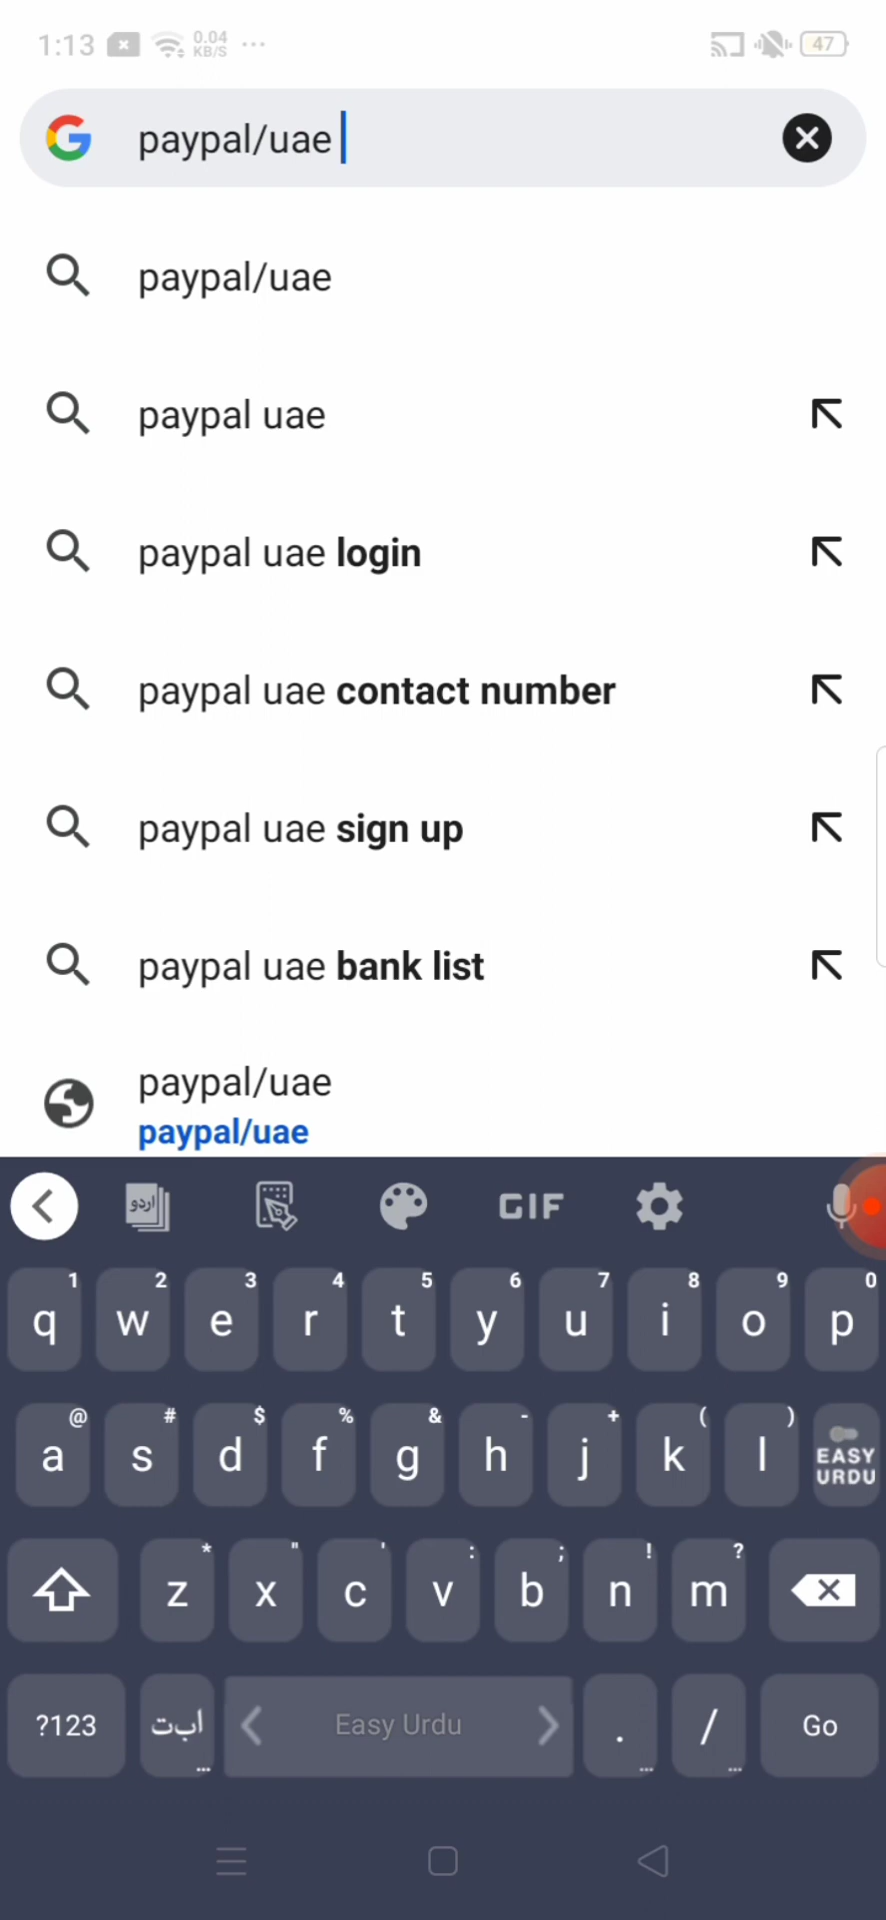 1:13 0.04 KB/S ... 47
paypal/uae
paypal/uae
paypal uae
paypal uae login
paypal uae contact number
paypal uae sign up
paypal uae bank list
paypal/uae
paypal/uae
اردو GIF
1 2 3 4 5 6 7 8 9 0
q w e r t y u i o p
@ # $ % & - + ( )
a s d f g h j k l EASY URDU
* " ' : ; ! ?
z x c v b n m
?123 ابت ... Easy Urdu . ... / ... Go